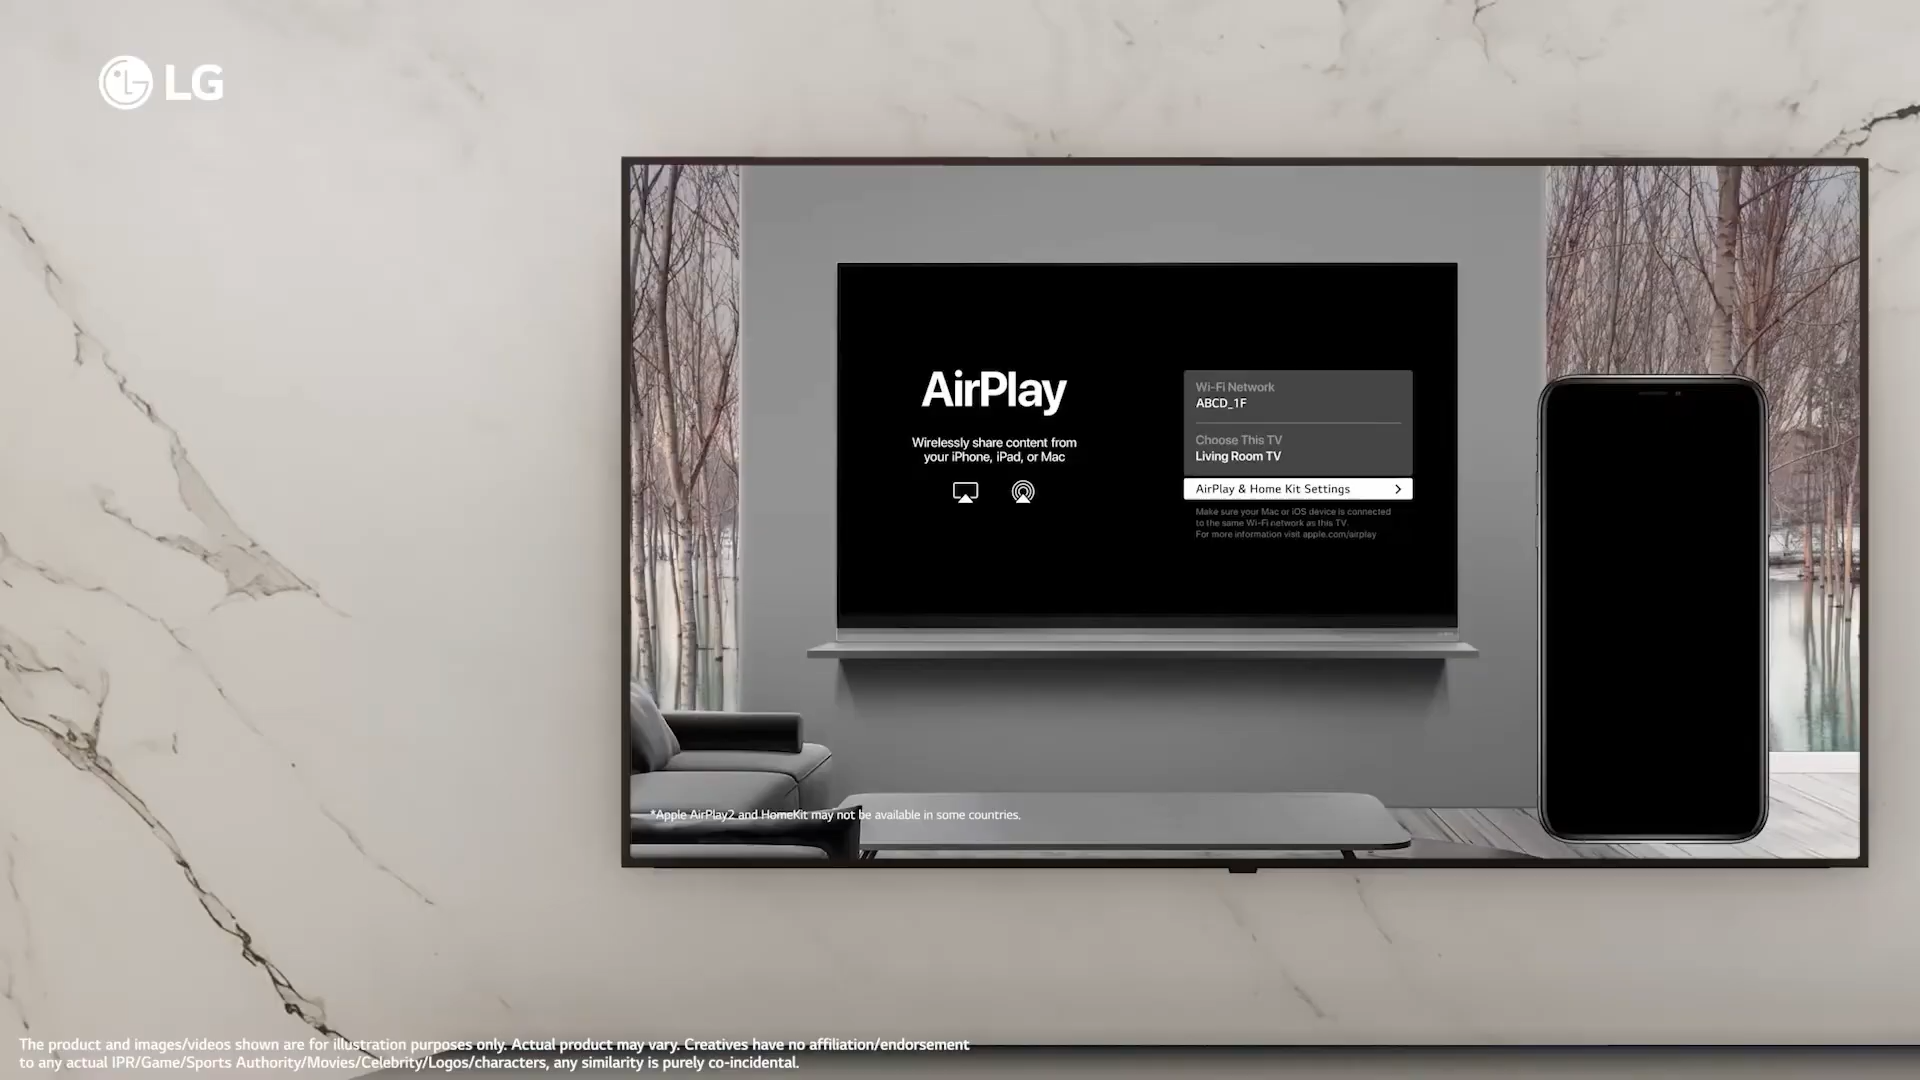 LG
AirPlay
Wirelessly share content from
your iPhone, iPad, or Mac
Wi-Fi Network
ABCD_1F
Choose This TV
Living Room TV
AirPlay & Home Kit Settings
Make sure your Mac or iOS device is connected
to the same Wi-Fi network as this TV.
For more information visit apple.com/airplay
*Apple AirPlay2 and HomeKit may not be available in some countries.
The product and images/videos shown are for illustration purposes only. Actual product may vary. Creatives have no affiliation/endorsement
to any actual IPR/Game/Sports Authority/Movies/Celebrity/Logos/characters, any similarity is purely co-incidental.